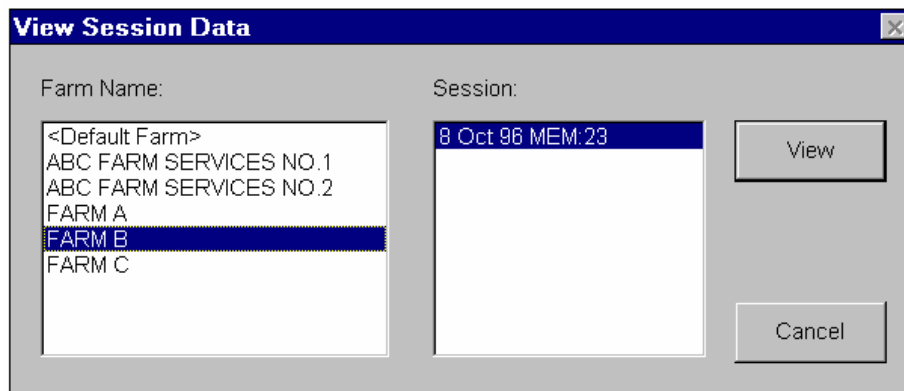 View Session Data
Farm Name:
<Default Farm>
ABC FARM SERVICES NO.1
ABC FARM SERVICES NO.2
FARM A
FARM B
FARM C
Session:
8 Oct 96 MEM:23
View
Cancel